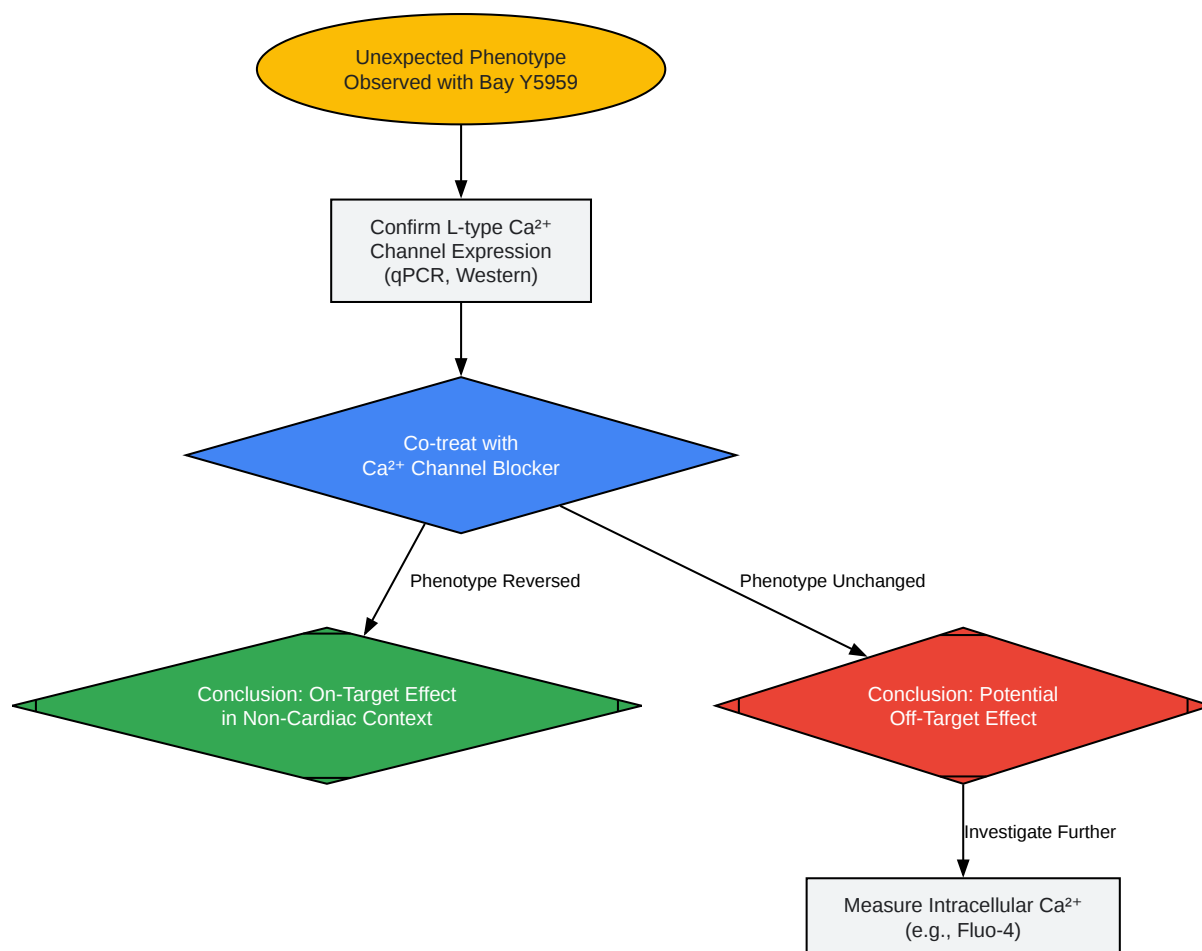 Unexpected Phenotype
Observed with Bay Y5959
Confirm L-type Ca²⁺
Channel Expression
(qPCR, Western)
Co-treat with
Ca²⁺ Channel Blocker
Phenotype Reversed
Phenotype Unchanged
Conclusion: On-Target Effect
in Non-Cardiac Context
Conclusion: Potential
Off-Target Effect
Investigate Further
Measure Intracellular Ca²⁺
(e.g., Fluo-4)